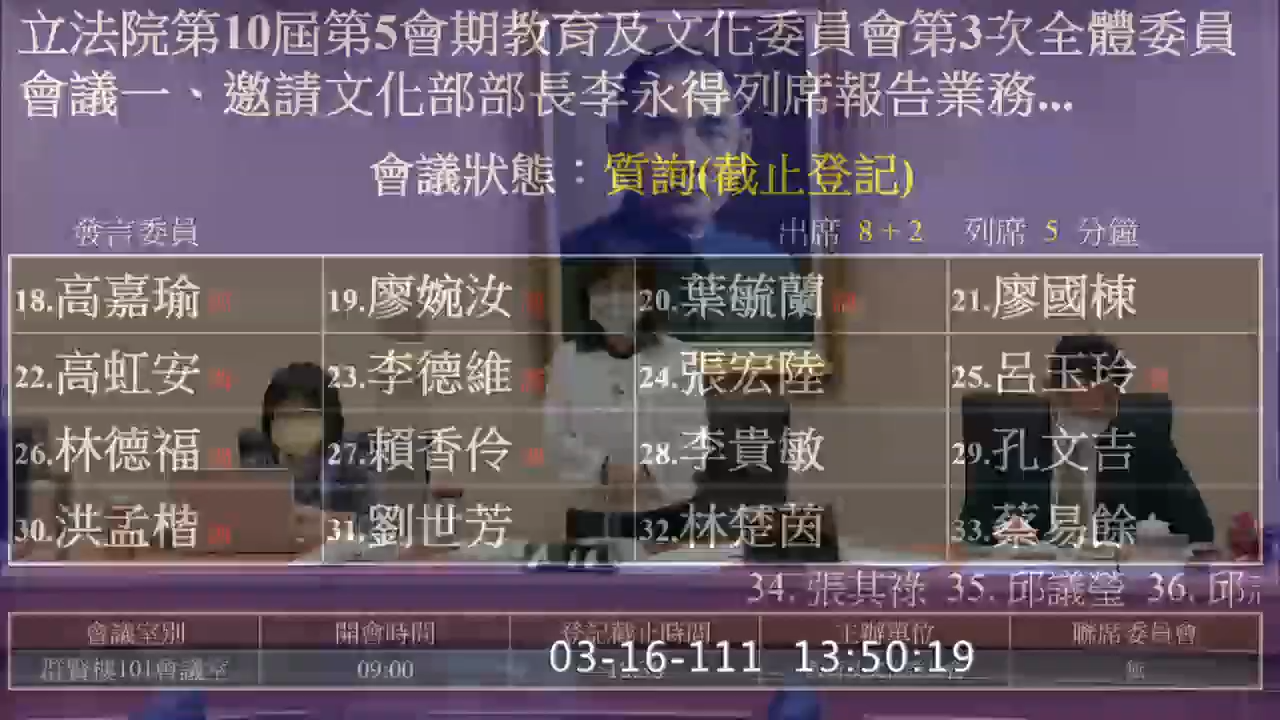 立法院第10屆第5會期教育及文化委員會第3次全體委員
會議一、邀請文化部部長李永得列席報告業務...
會議狀態：質詢(截止登記)
發言委員 出席 8+2 列席 5 分鐘
18.高嘉瑜 19.廖婉汝 20.葉毓蘭 21.廖國棟
22.高虹安 23.李德維 24.張宏陸 25.呂玉玲
26.林德福 27.賴香伶 28.李貴敏 29.孔文吉
30.洪孟楷 31.劉世芳 32.林楚茵 33.蔡易餘
34. 張其祿 35. 邱議瑩 36. 邱
會議室別 開會時間 登記截止時間 主辦單位 聯席委員會
群賢樓101會議室 09:00 無
03-16-111 13:50:19